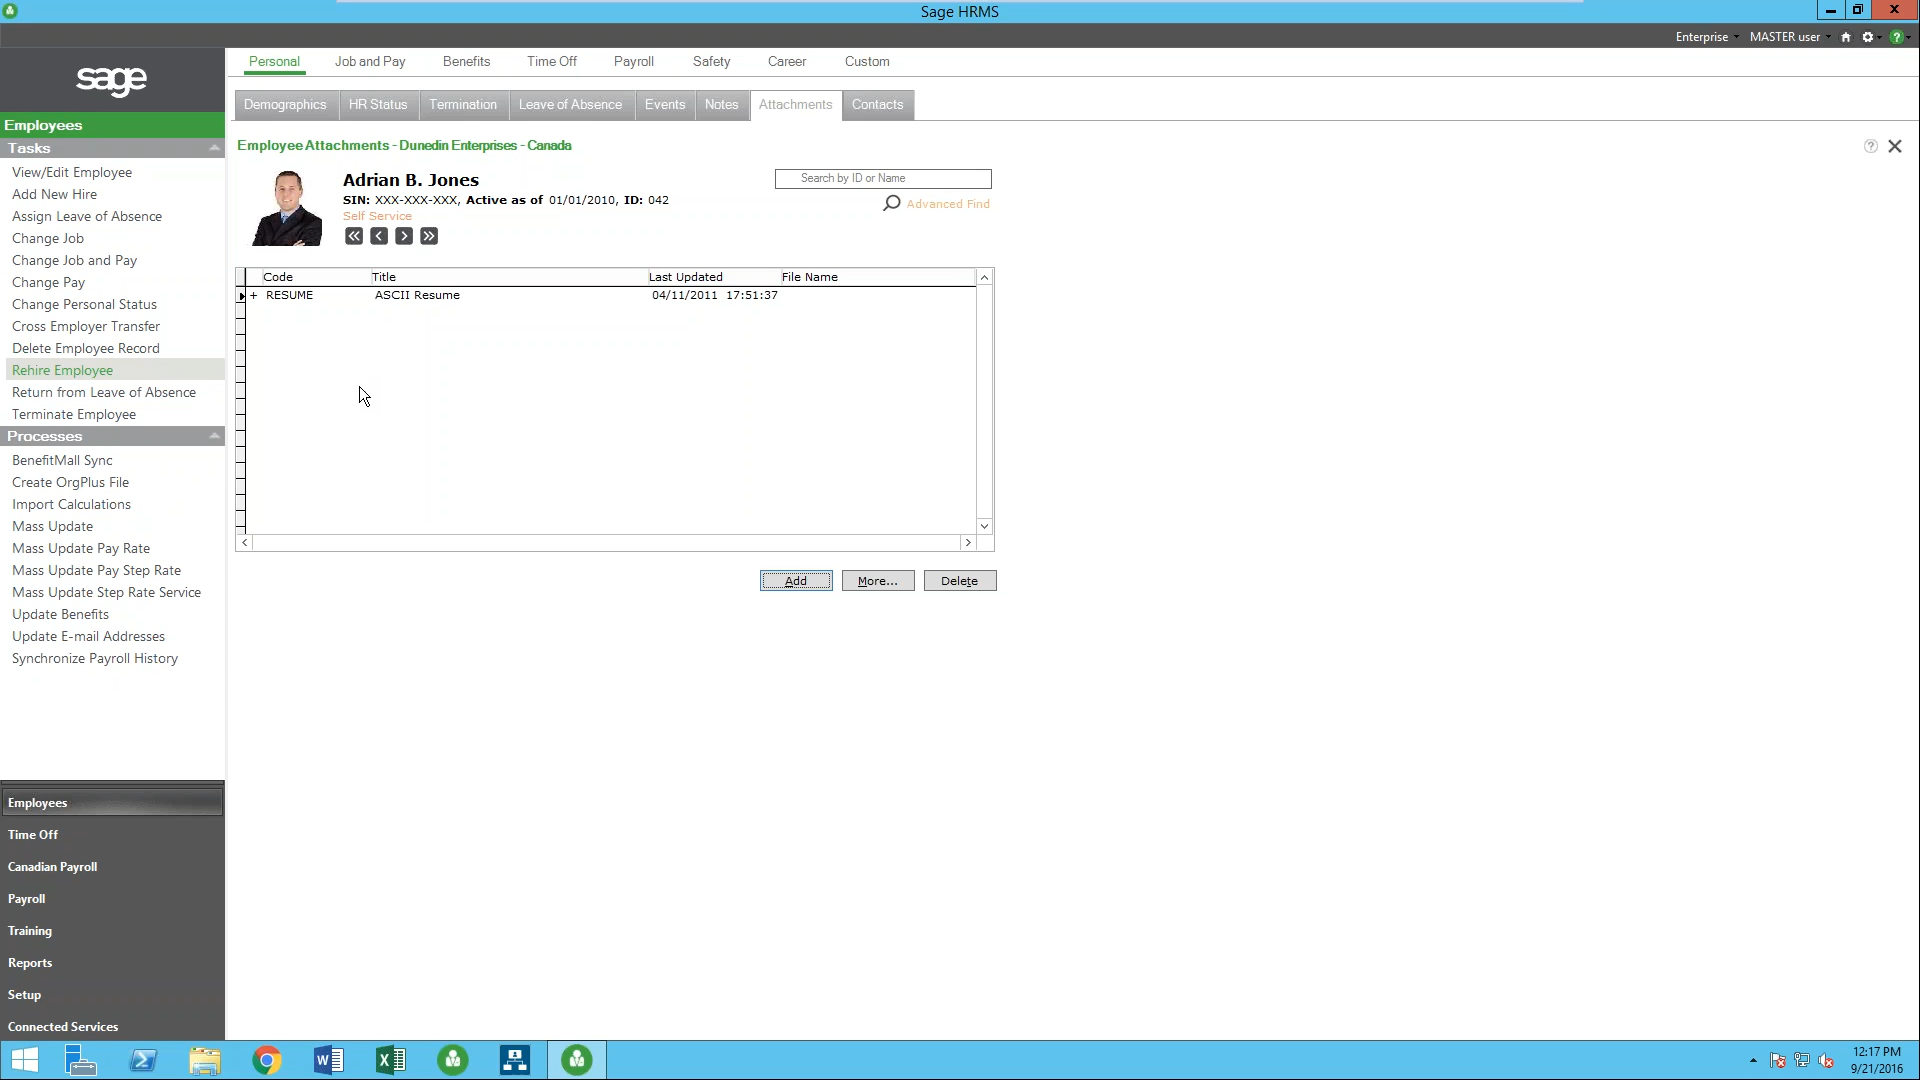 Sage HRMS
Enterprise
MASTER user
sage
Personal
Job and Pay
Benefits
Time Off
Payroll
Safety
Career
Custom
Demographics
HR Status
Termination
Leave of Absence
Events
Notes
Attachments
Contacts
Employees
Tasks
View/Edit Employee
Add New Hire
Assign Leave of Absence
Change Job
Change Job and Pay
Change Pay
Change Personal Status
Cross Employer Transfer
Delete Employee Record
Rehire Employee
Return from Leave of Absence
Terminate Employee
Processes
BenefitMall Sync
Create OrgPlus File
Import Calculations
Mass Update
Mass Update Pay Rate
Mass Update Pay Step Rate
Mass Update Step Rate Service
Update Benefits
Update E-mail Addresses
Synchronize Payroll History
Employees
Time Off
Canadian Payroll
Payroll
Training
Reports
Setup
Connected Services
Employee Attachments - Dunedin Enterprises - Canada
Adrian B. Jones
SIN: XXX-XXX-XXX, Active as of 01/01/2010, ID: 042
Self Service
Search by ID or Name
Advanced Find
Code Title Last Updated File Name
+ RESUME ASCII Resume 04/11/2011 17:51:37
Add
More...
Delete
12:17 PM
9/21/2016